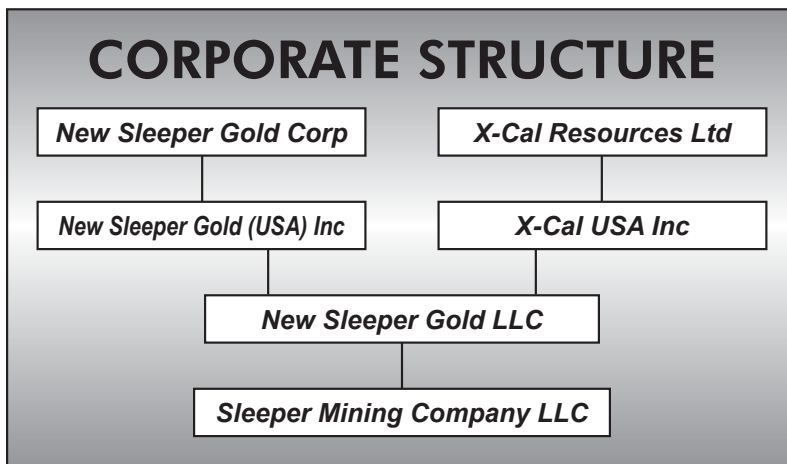 CORPORATE STRUCTURE
New Sleeper Gold Corp
X-Cal Resources Ltd
New Sleeper Gold (USA) Inc
X-Cal USA Inc
New Sleeper Gold LLC
Sleeper Mining Company LLC